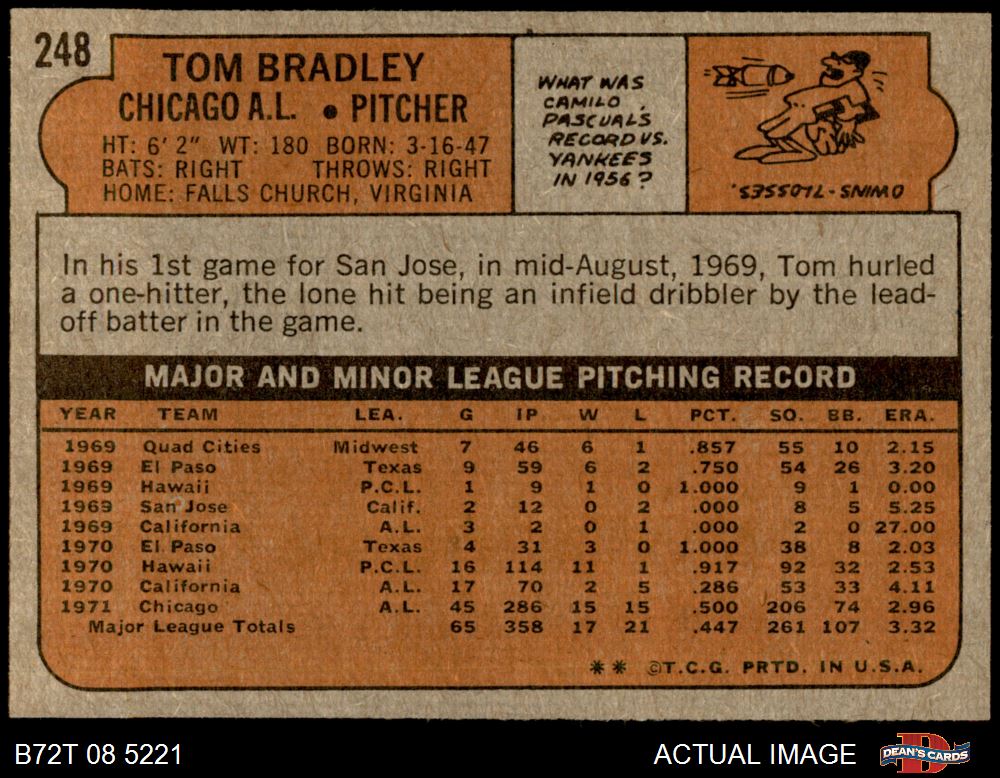 248
TOM BRADLEY
CHICAGO A.L. • PITCHER
HT: 6' 2" WT: 180 BORN: 3-16-47
BATS: RIGHT THROWS: RIGHT
HOME: FALLS CHURCH, VIRGINIA
WHAT WAS
CAMILO
PASCUAL'S
RECORD VS.
YANKEES
IN 1956?
0 WINS-7 LOSSES.
In his 1st game for San Jose, in mid-August, 1969, Tom hurled
a one-hitter, the lone hit being an infield dribbler by the lead-
off batter in the game.
MAJOR AND MINOR LEAGUE PITCHING RECORD
YEAR TEAM LEA. G IP W L PCT. SO. BB. ERA.
1969 Quad Cities Midwest 7 46 6 1 .857 55 10 2.15
1969 El Paso Texas 9 59 6 2 .750 54 26 3.20
1969 Hawaii P.C.L. 1 9 1 0 1.000 9 1 0.00
1969 San Jose Calif. 2 12 0 2 .000 8 5 5.25
1969 California A.L. 3 2 0 1 .000 2 0 27.00
1970 El Paso Texas 4 31 3 0 1.000 38 8 2.03
1970 Hawaii P.C.L. 16 114 11 1 .917 92 32 2.53
1970 California A.L. 17 70 2 5 .286 53 33 4.11
1971 Chicago A.L. 45 286 15 15 .500 206 74 2.96
Major League Totals 65 358 17 21 .447 261 107 3.32
** ©T.C.G. PRTD. IN U.S.A.
B72T 08 5221 ACTUAL IMAGE DEAN'S CARDS